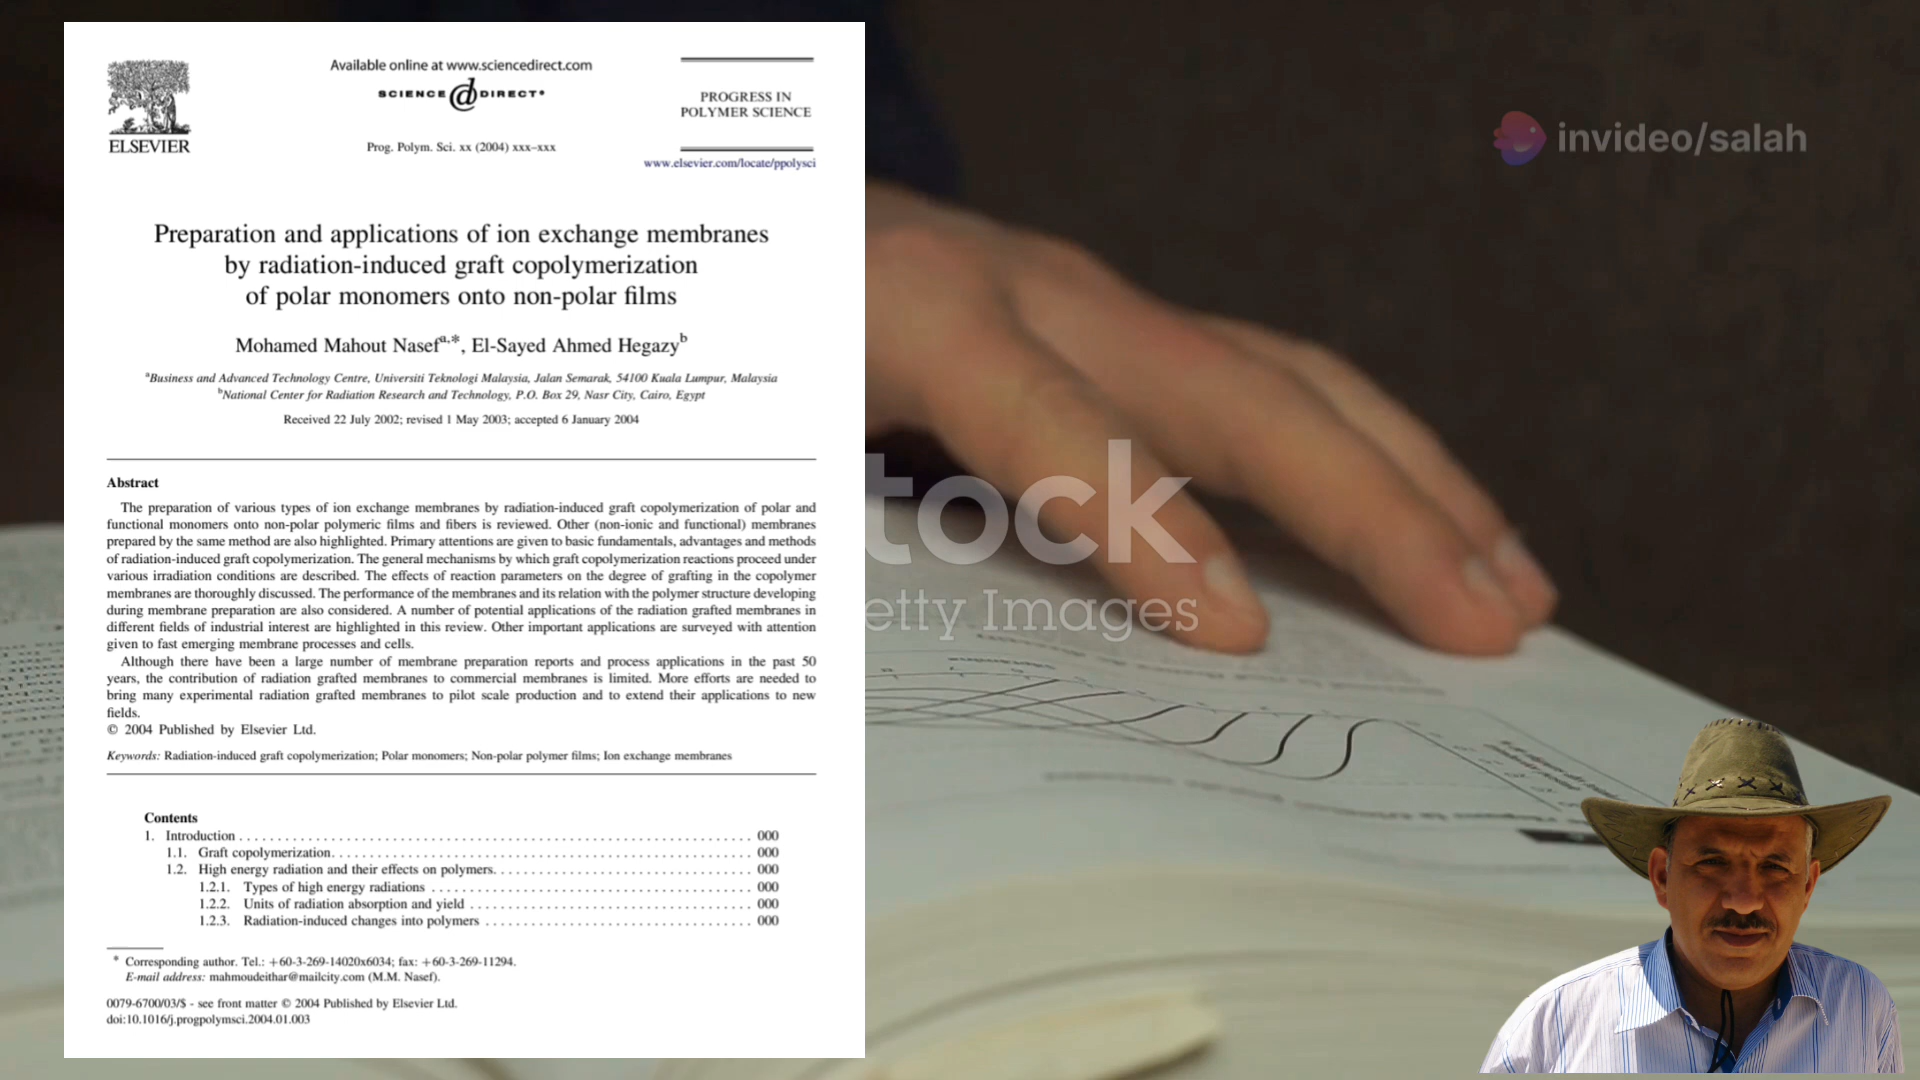 ELSEVIER
Available online at www.sciencedirect.com
SCIENCE @ DIRECT•
Prog. Polym. Sci. xx (2004) xxx–xxx
PROGRESS IN
POLYMER SCIENCE
www.elsevier.com/locate/ppolysci
invideo/salah
Preparation and applications of ion exchange membranes
by radiation-induced graft copolymerization
of polar monomers onto non-polar films
Mohamed Mahout Nasefa,*, El-Sayed Ahmed Hegazyb
aBusiness and Advanced Technology Centre, Universiti Teknologi Malaysia, Jalan Semarak, 54100 Kuala Lumpur, Malaysia
bNational Center for Radiation Research and Technology, P.O. Box 29, Nasr City, Cairo, Egypt
Received 22 July 2002; revised 1 May 2003; accepted 6 January 2004
Abstract
The preparation of various types of ion exchange membranes by radiation-induced graft copolymerization of polar and
functional monomers onto non-polar polymeric films and fibers is reviewed. Other (non-ionic and functional) membranes
prepared by the same method are also highlighted. Primary attentions are given to basic fundamentals, advantages and methods
of radiation-induced graft copolymerization. The general mechanisms by which graft copolymerization reactions proceed under
various irradiation conditions are described. The effects of reaction parameters on the degree of grafting in the copolymer
membranes are thoroughly discussed. The performance of the membranes and its relation with the polymer structure developing
during membrane preparation are also considered. A number of potential applications of the radiation grafted membranes in
different fields of industrial interest are highlighted in this review. Other important applications are surveyed with attention
given to fast emerging membrane processes and cells.
Although there have been a large number of membrane preparation reports and process applications in the past 50
years, the contribution of radiation grafted membranes to commercial membranes is limited. More efforts are needed to
bring many experimental radiation grafted membranes to pilot scale production and to extend their applications to new
fields.
© 2004 Published by Elsevier Ltd.
Keywords: Radiation-induced graft copolymerization; Polar monomers; Non-polar polymer films; Ion exchange membranes
Contents
1. Introduction . . . . . . . . . . 000
1.1. Graft copolymerization. . . . . . . . . . 000
1.2. High energy radiation and their effects on polymers. . . . . . . . . . 000
1.2.1. Types of high energy radiations . . . . . . . . . . 000
1.2.2. Units of radiation absorption and yield . . . . . . . . . . 000
1.2.3. Radiation-induced changes into polymers . . . . . . . . . . 000
* Corresponding author. Tel.: +60-3-269-14020x6034; fax: +60-3-269-11294.
E-mail address: mahmoudeithar@mailcity.com (M.M. Nasef).
0079-6700/03/$ - see front matter © 2004 Published by Elsevier Ltd.
doi:10.1016/j.progpolymsci.2004.01.003
tock
etty Images